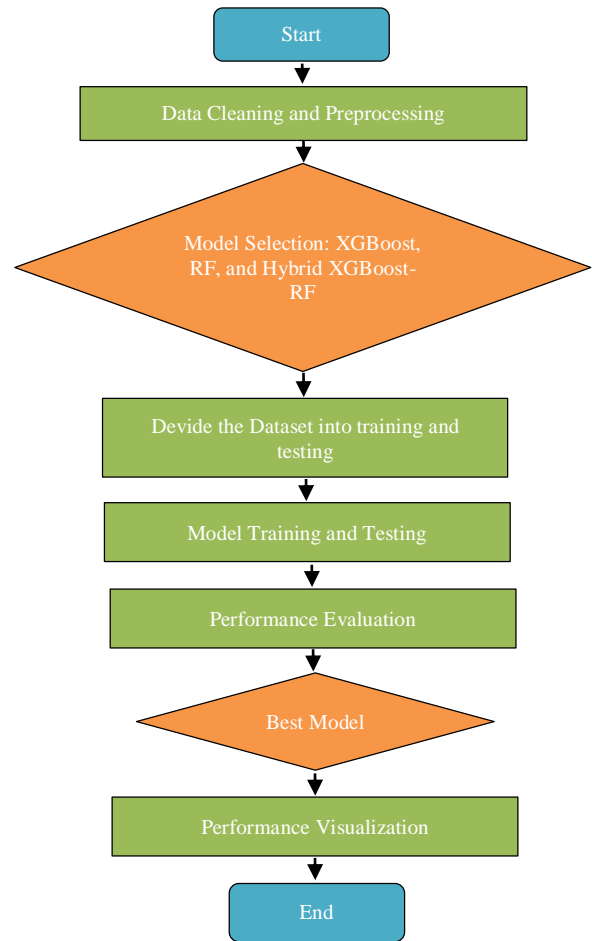 Start
Data Cleaning and Preprocessing
Model Selection: XGBoost,
RF, and Hybrid XGBoost-
RF
Devide the Dataset into training and
testing
Model Training and Testing
Performance Evaluation
Best Model
Performance Visualization
End